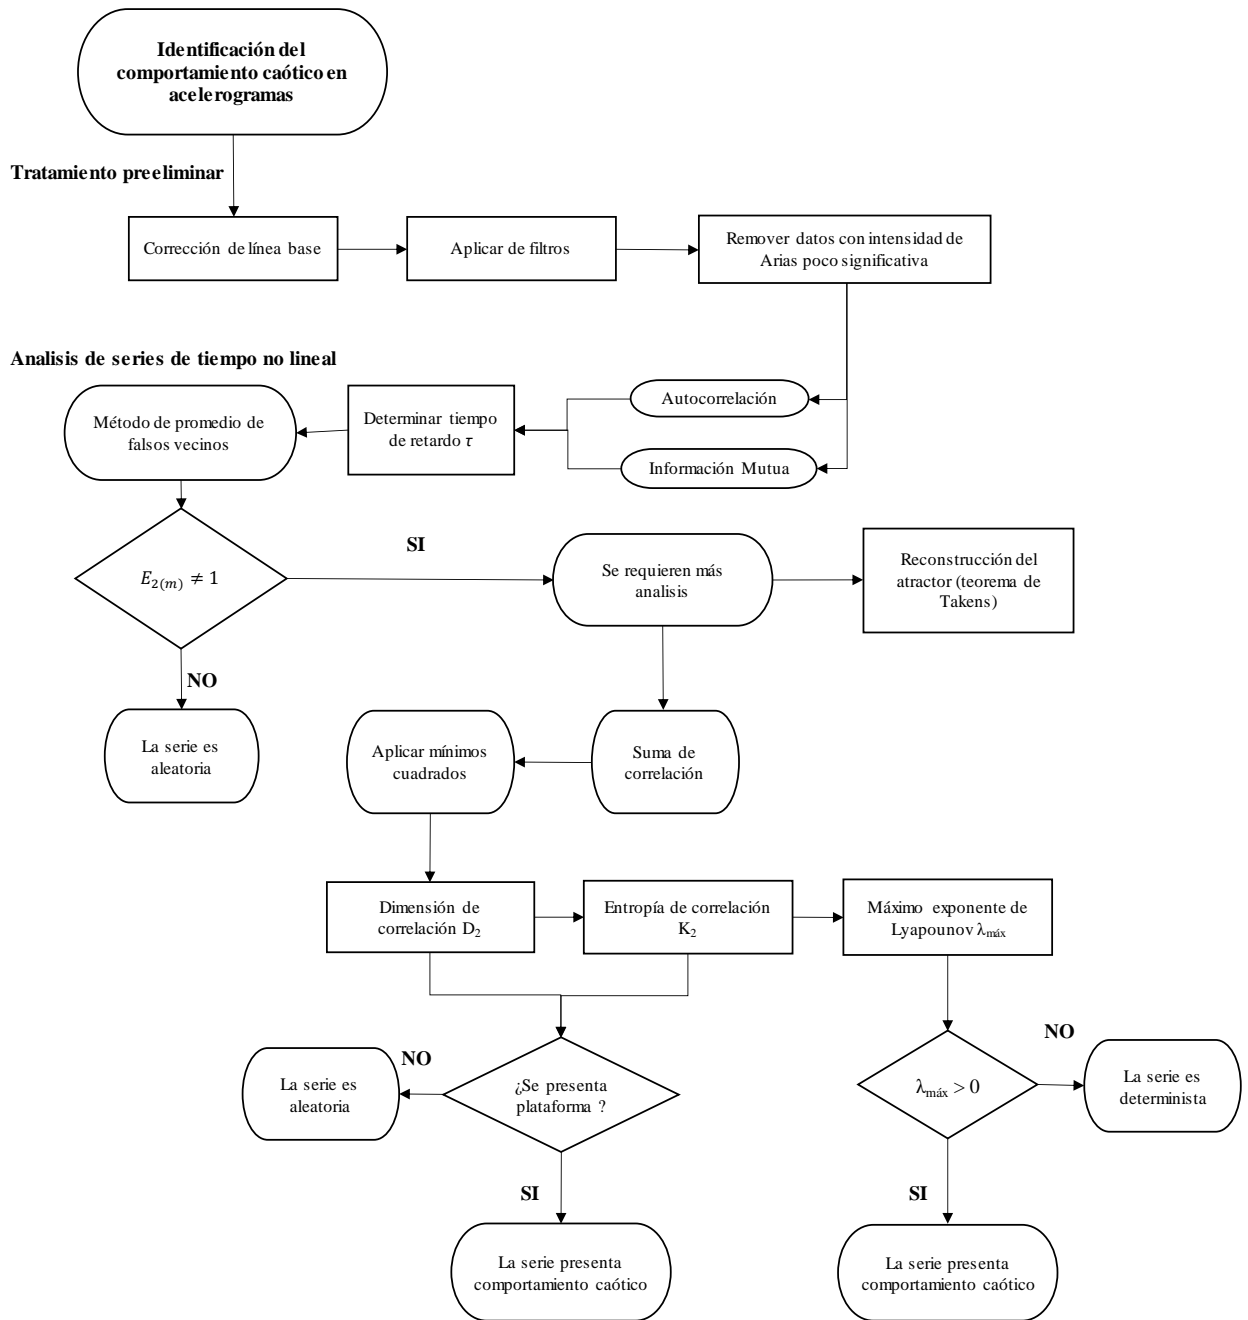 Identificación del
comportamiento caótico en
acelerogramas
Tratamiento preeliminar
Corrección de línea base
Aplicar de filtros
Remover datos con intensidad de
Arias poco significativa
Analisis de series de tiempo no lineal
Método de promedio de
falsos vecinos
Determinar tiempo
de retardo τ
Autocorrelación
Información Mutua
E₂₍ₘ₎ ≠ 1
SI
Se requieren más
analisis
Reconstrucción del
atractor (teorema de
Takens)
NO
La serie es
aleatoria
Aplicar mínimos
cuadrados
Suma de
correlación
Dimensión de
correlación D₂
Entropía de correlación
K₂
Máximo exponente de
Lyapounov λmáx
NO
La serie es
aleatoria
¿Se presenta
plataforma ?
λmáx > 0
NO
La serie es
determinista
SI
La serie presenta
comportamiento caótico
SI
La serie presenta
comportamiento caótico